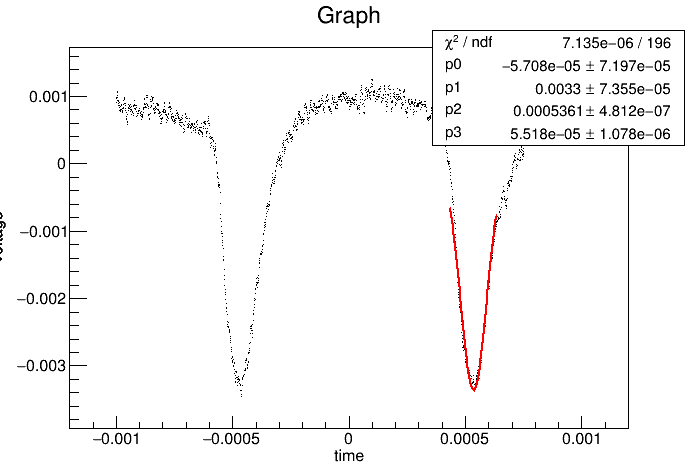 Graph
χ² / ndf 7.135e−06 / 196
p0 −5.708e−05 ± 7.197e−05
p1 0.0033 ± 7.355e−05
p2 0.0005361 ± 4.812e−07
p3 5.518e−05 ± 1.078e−06
0.001
0
−0.001
−0.002
−0.003
−0.001 −0.0005 0 0.0005 0.001
time